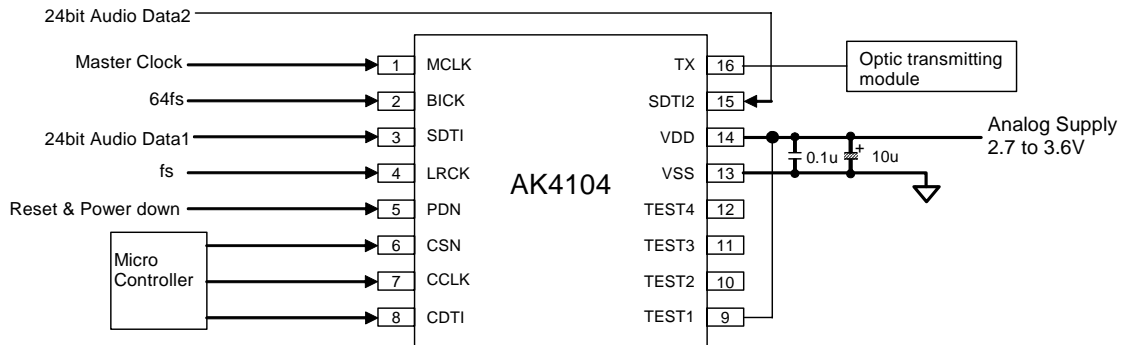 24bit Audio Data2
Master Clock
64fs
24bit Audio Data1
fs
Reset & Power down
Micro
Controller
1 MCLK
2 BICK
3 SDTI
4 LRCK
5 PDN
6 CSN
7 CCLK
8 CDTI
AK4104
TX 16
SDTI2 15
VDD 14
VSS 13
TEST4 12
TEST3 11
TEST2 10
TEST1 9
Optic transmitting
module
0.1u
+
10u
Analog Supply
2.7 to 3.6V